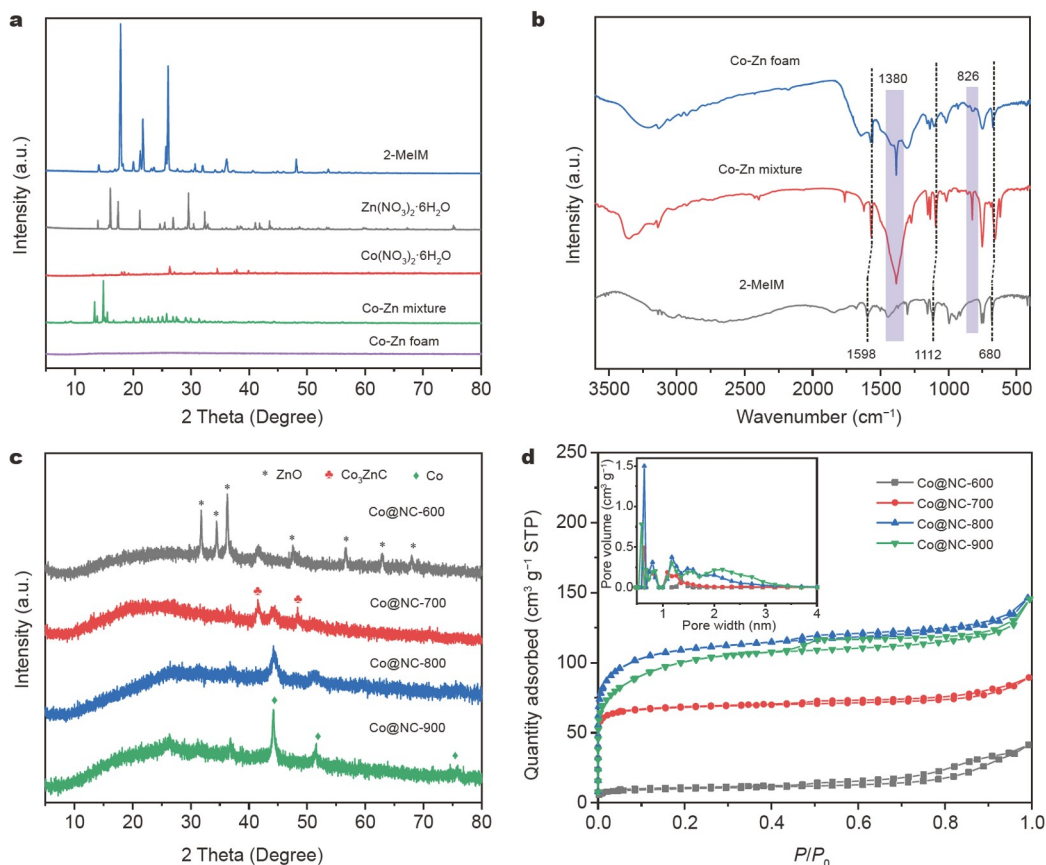 a
Intensity (a.u.)
2-MeIM
Zn(NO₃)₂·6H₂O
Co(NO₃)₂·6H₂O
Co-Zn mixture
Co-Zn foam
10 20 30 40 50 60 70 80
2 Theta (Degree)
b
Intensity (a.u.)
Co-Zn foam
1380
826
Co-Zn mixture
2-MeIM
1598
1112
680
3500 3000 2500 2000 1500 1000 500
Wavenumber (cm⁻¹)
c
Intensity (a.u.)
* ZnO ♣ Co₃ZnC ♦ Co
Co@NC-600
* * * * * * *
Co@NC-700
♣ ♣
Co@NC-800
Co@NC-900
♦ ♦ ♦
10 20 30 40 50 60 70 80
2 Theta (Degree)
d
Quantity adsorbed (cm³ g⁻¹ STP)
250
200
150
100
50
0
Pore volume (cm³ g⁻¹)
1.5
1.0
0.5
0.0
1 2 3 4
Pore width (nm)
Co@NC-600
Co@NC-700
Co@NC-800
Co@NC-900
0.0 0.2 0.4 0.6 0.8 1.0
P/P₀